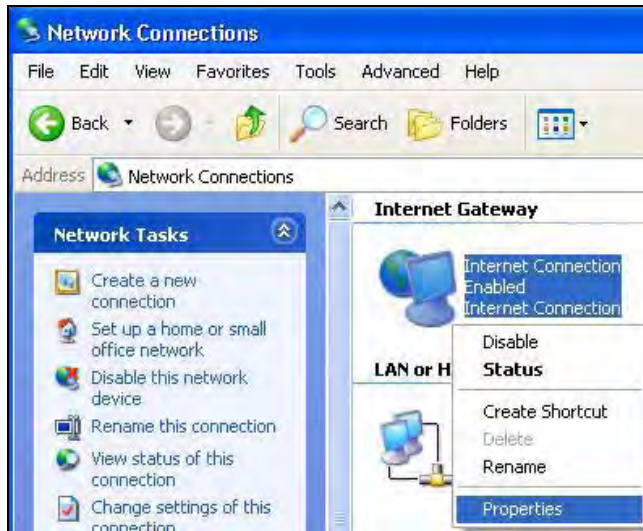 Network Connections
File Edit View Favorites Tools Advanced Help
Back Search Folders
Address Network Connections
Network Tasks
Create a new
connection
Set up a home or small
office network
Disable this network
device
Rename this connection
View status of this
connection
Change settings of this
connection
Internet Gateway
Internet Connection
Enabled
Internet Connection
LAN or H
Disable
Status
Create Shortcut
Delete
Rename
Properties